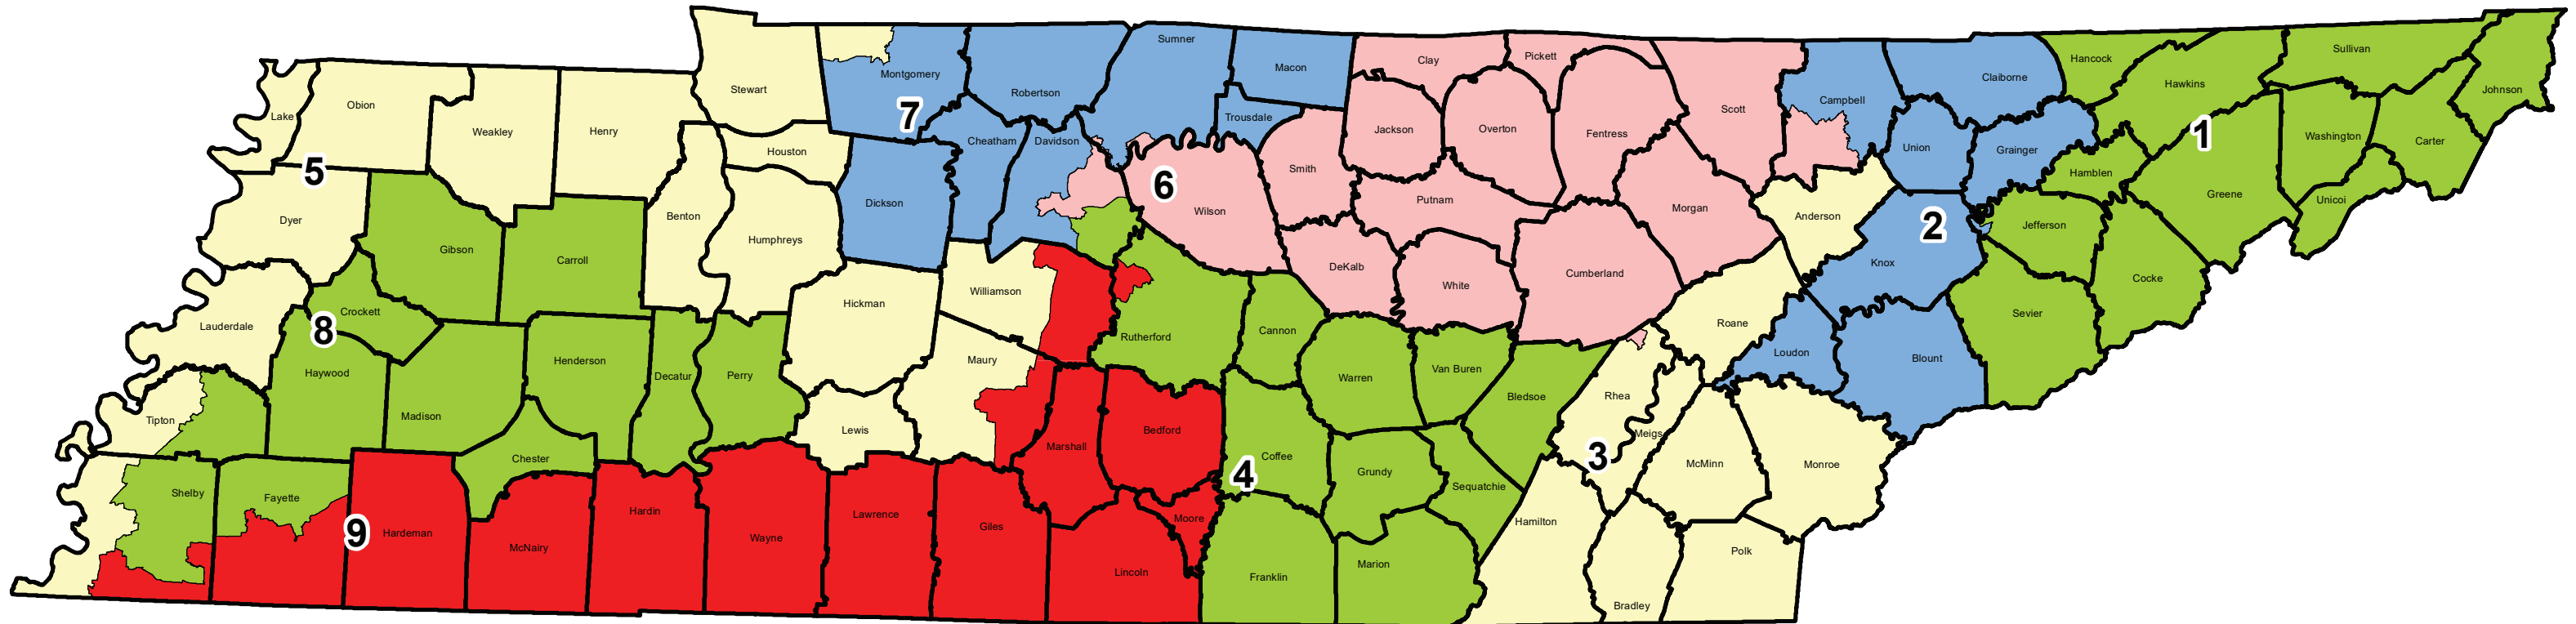 Sumner
Clay
Pickett
Sullivan
Hancock
Macon
Montgomery
Claiborne
Hawkins
Stewart
Johnson
Robertson
Campbell
Obion
Lake
Weakley
Henry
7
Trousdale
Scott
Jackson
Overton
Fentress
1
Washington
Carter
Houston
Cheatham
Davidson
Union
Grainger
5
Smith
Hamblen
6
Dickson
Wilson
Putnam
Morgan
Anderson
Greene
Unicoi
Dyer
Benton
2
Jefferson
Humphreys
Gibson
Carroll
Knox
DeKalb
White
Cumberland
Cocke
Williamson
Hickman
Crockett
Lauderdale
8
Cannon
Rutherford
Roane
Sevier
Henderson
Maury
Loudon
Blount
Haywood
Decatur
Perry
Warren
Van Buren
Rhea
Bledsoe
Madison
Tipton
Lewis
Marshall
Bedford
Meigs
Chester
Coffee
3
McMinn
Monroe
Grundy
4
Shelby
Fayette
Sequatchie
9
Hardeman
Hardin
Lawrence
Giles
Moore
Hamilton
McNairy
Wayne
Polk
Lincoln
Franklin
Marion
Bradley